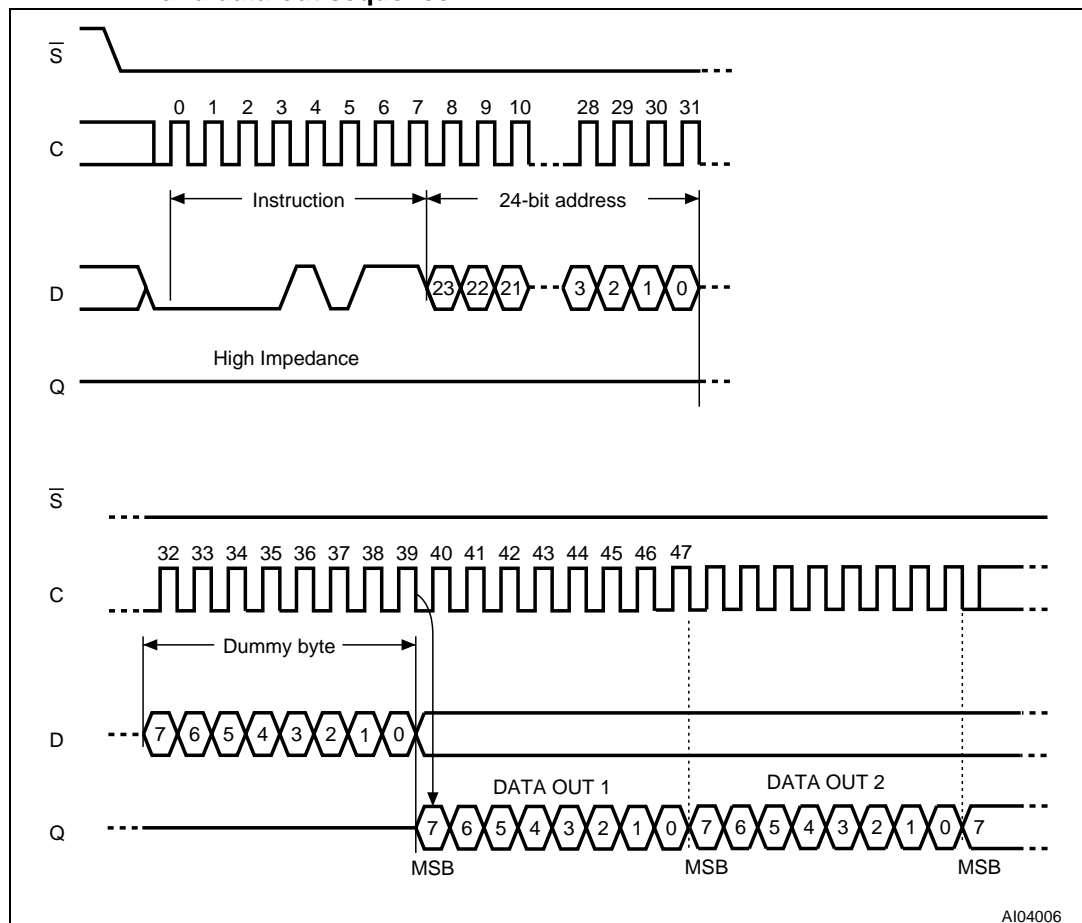 S
0 1 2 3 4 5 6 7 8 9 10 28 29 30 31
C
Instruction 24-bit address
D 23 22 21 3 2 1 0
High Impedance
Q
S
32 33 34 35 36 37 38 39 40 41 42 43 44 45 46 47
C
Dummy byte
D 7 6 5 4 3 2 1 0
DATA OUT 1 DATA OUT 2
Q 7 6 5 4 3 2 1 0 7 6 5 4 3 2 1 0 7
MSB MSB MSB
AI04006